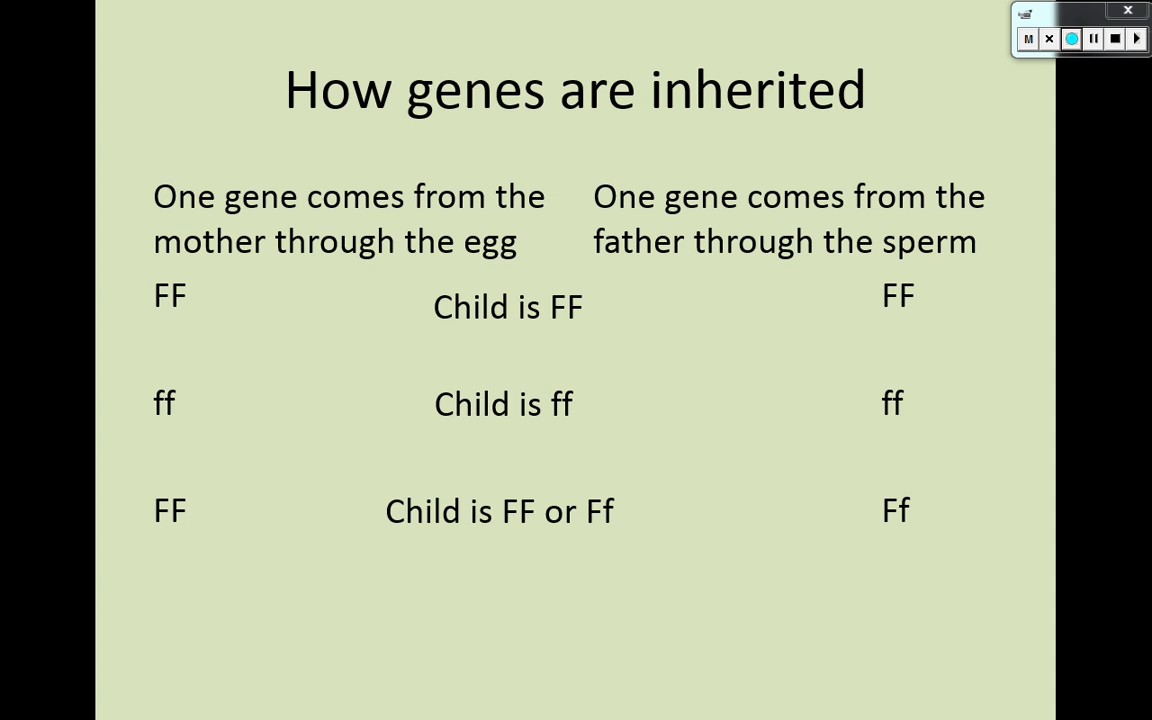 How genes are inherited
One gene comes from the
mother through the egg
One gene comes from the
father through the sperm
FF Child is FF FF
ff Child is ff ff
FF Child is FF or Ff Ff
M